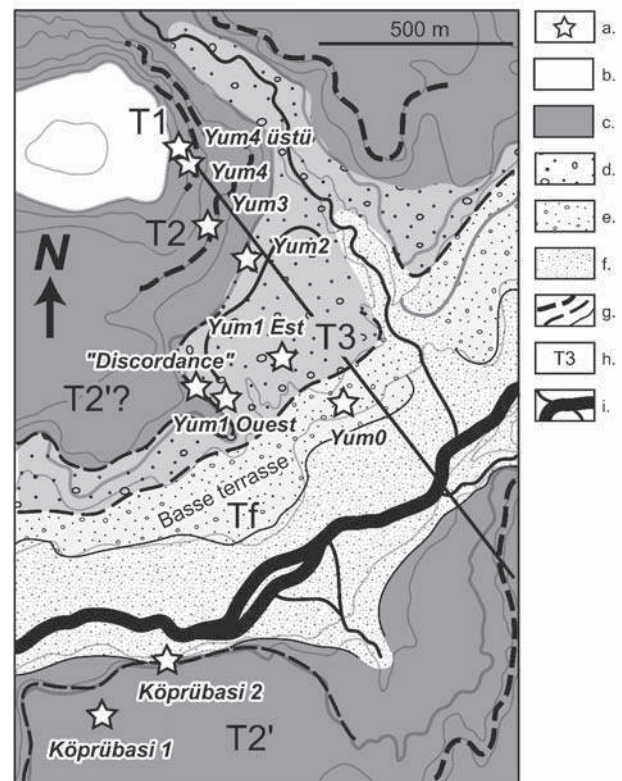 500 m
T1
Yum4 üstü
Yum4
Yum3
T2
N
Yum2
Yum1 Est
T3
"Discordance"
T2'?
Yum1 Ouest
Yum0
Basse terrasse
Tf
Köprübasi 2
Köprübasi 1
T2'
a.
b.
c.
d.
e.
f.
g.
T3
h.
i.